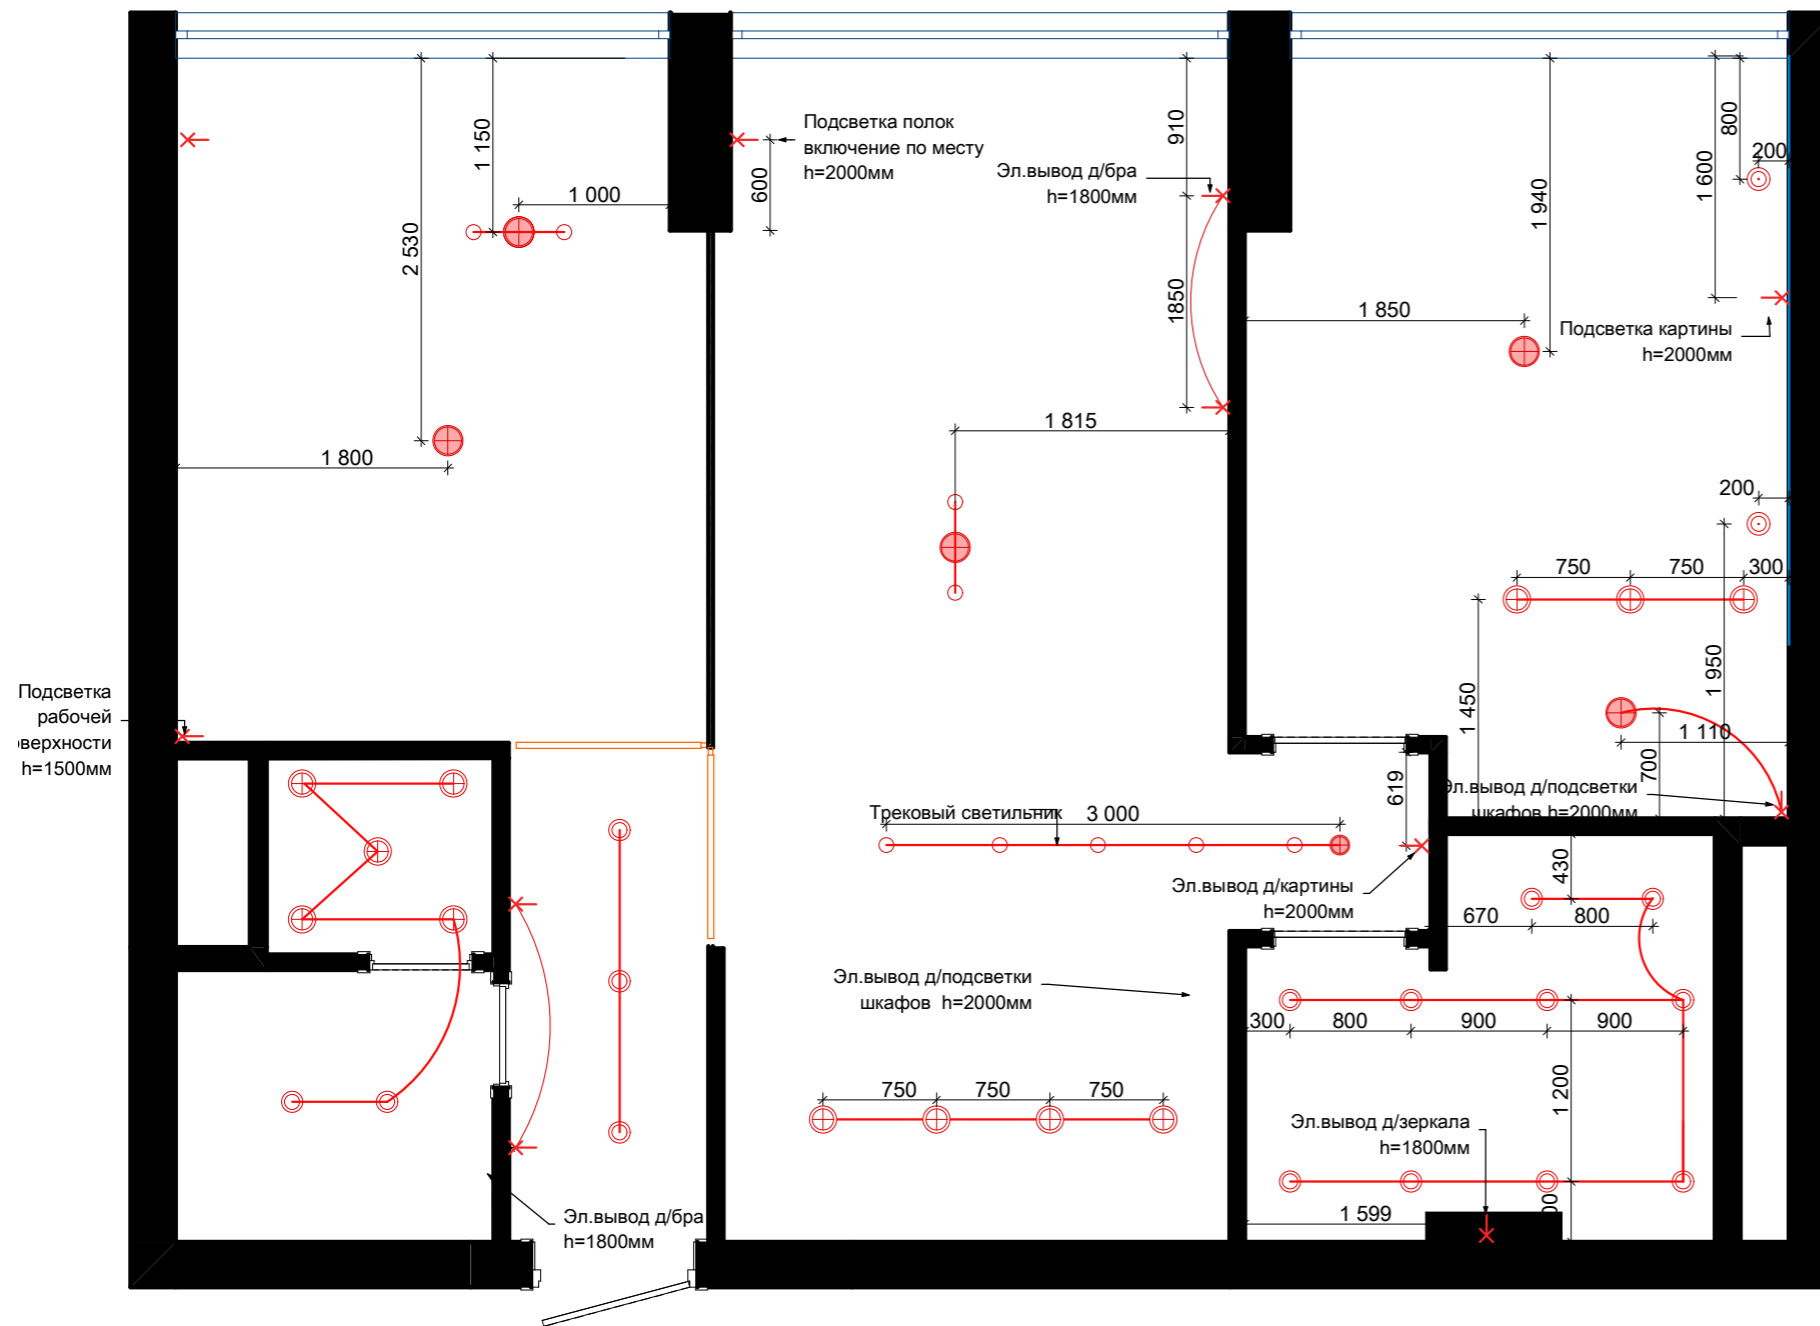 1 150
2 530
1 000
Подсветка полок
включение по месту
h=2000мм
600
Эл.вывод д/бра
h=1800мм
910
1850
1 815
1 800
1 940
1 850
800
200
1 600
Подсветка картины
h=2000мм
200
750
750
300
1 450
1 950
1 110
700
Эл.вывод д/подсветки
шкафов h=2000мм
Подсветка
рабочей
оверхности
h=1500мм
Трековый светильник
3 000
619
Эл.вывод д/картины
h=2000мм
430
670
800
Эл.вывод д/подсветки
шкафов h=2000мм
300
800
900
900
1 200
750
750
750
Эл.вывод д/зеркала
h=1800мм
1 599
Эл.вывод д/бра
h=1800мм